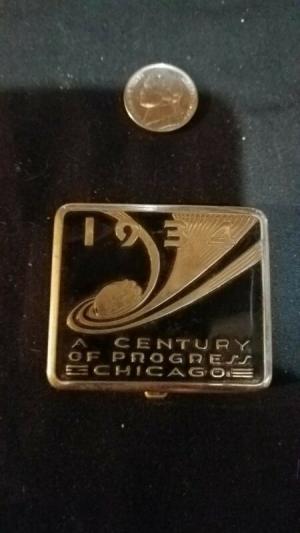 1934
A CENTURY
OF PROGRESS
CHICAGO